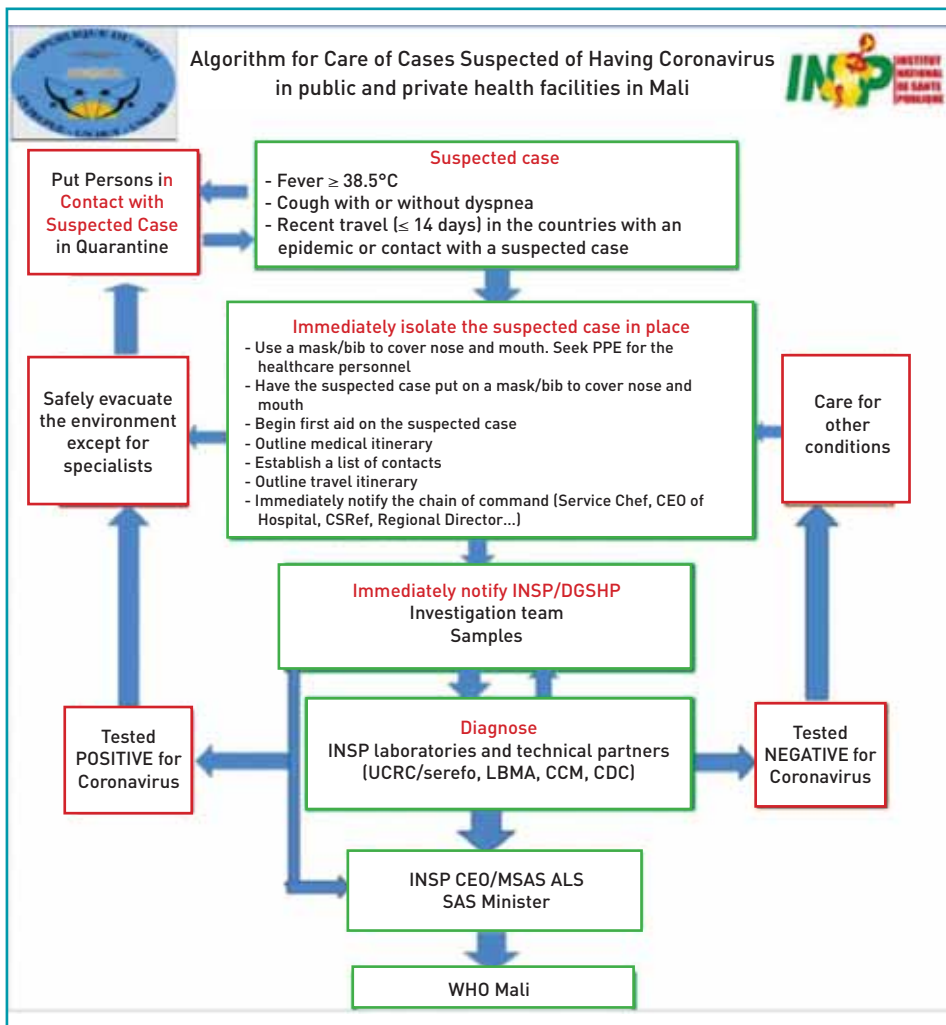 REPUBLIQUE DU MALI
Algorithm for Care of Cases Suspected of Having Coronavirus
in public and private health facilities in Mali
INSP
INSTITUT
NATIONAL
DE SANTE
PUBLIQUE
Put Persons in
Contact with
Suspected Case
in Quarantine
Suspected case
- Fever ≥ 38.5°C
- Cough with or without dyspnea
- Recent travel (≤ 14 days) in the countries with an
epidemic or contact with a suspected case
Immediately isolate the suspected case in place
- Use a mask/bib to cover nose and mouth. Seek PPE for the
healthcare personnel
- Have the suspected case put on a mask/bib to cover nose and
mouth
- Begin first aid on the suspected case
- Outline medical itinerary
- Establish a list of contacts
- Outline travel itinerary
- Immediately notify the chain of command (Service Chef, CEO of
Hospital, CSRef, Regional Director...)
Safely evacuate
the environment
except for
specialists
Care for
other
conditions
Immediately notify INSP/DGSHP
Investigation team
Samples
Tested
POSITIVE for
Coronavirus
Diagnose
INSP laboratories and technical partners
(UCRC/serefo, LBMA, CCM, CDC)
Tested
NEGATIVE for
Coronavirus
INSP CEO/MSAS ALS
SAS Minister
WHO Mali